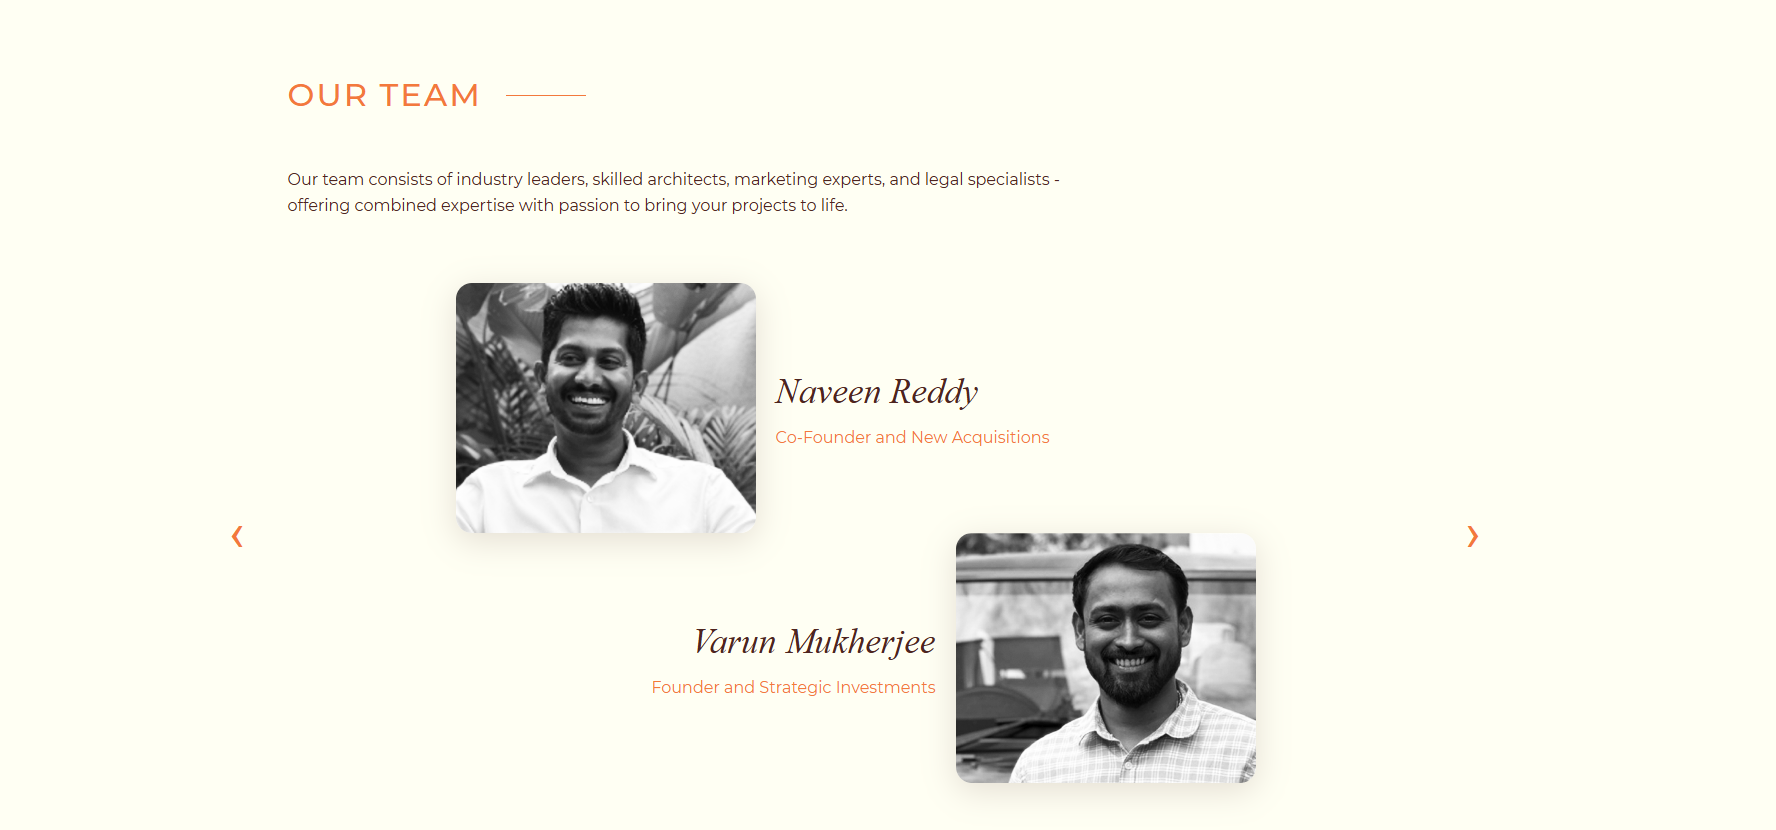 OUR TEAM
Our team consists of industry leaders, skilled architects, marketing experts, and legal specialists -
offering combined expertise with passion to bring your projects to life.
Naveen Reddy
Co-Founder and New Acquisitions
Varun Mukherjee
Founder and Strategic Investments